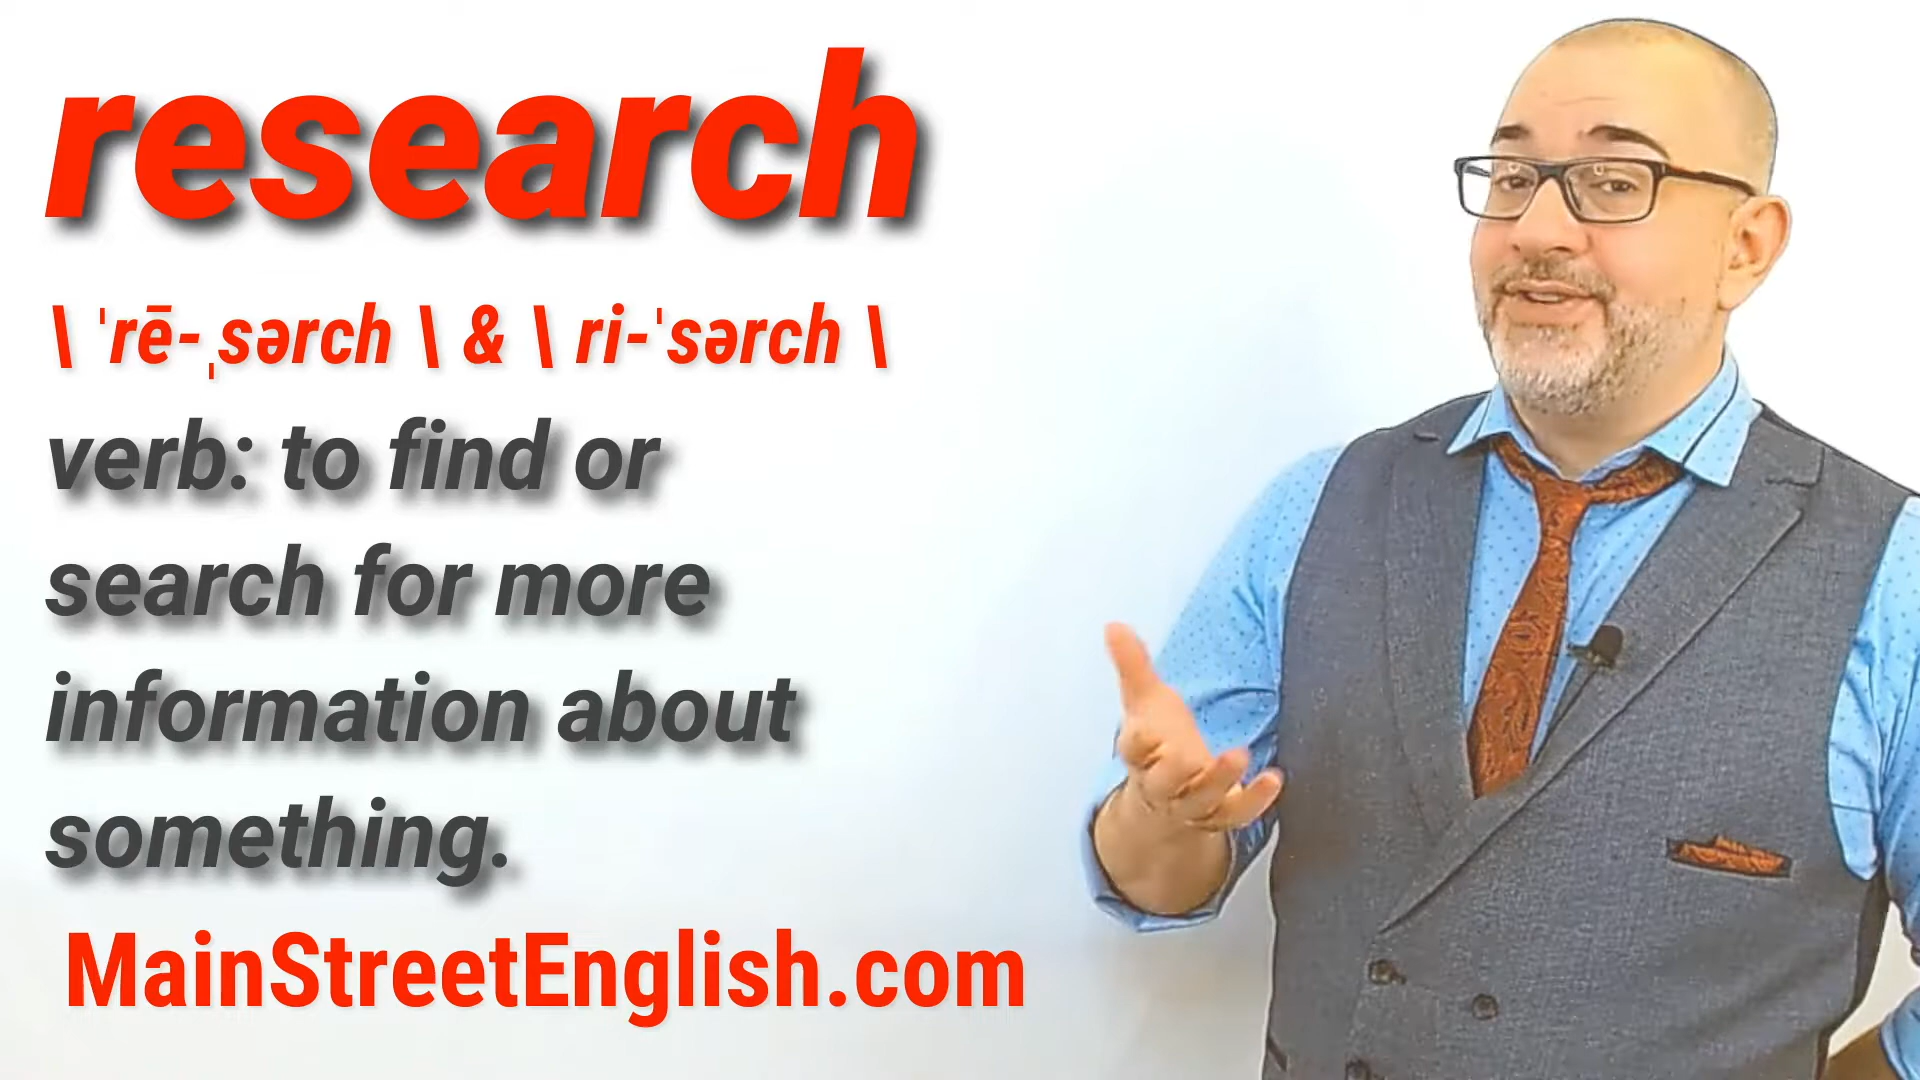 research
\ ˈrē-ˌsərch \ & \ ri-ˈsərch \
verb: to find or
search for more
information about
something.
MainStreetEnglish.com